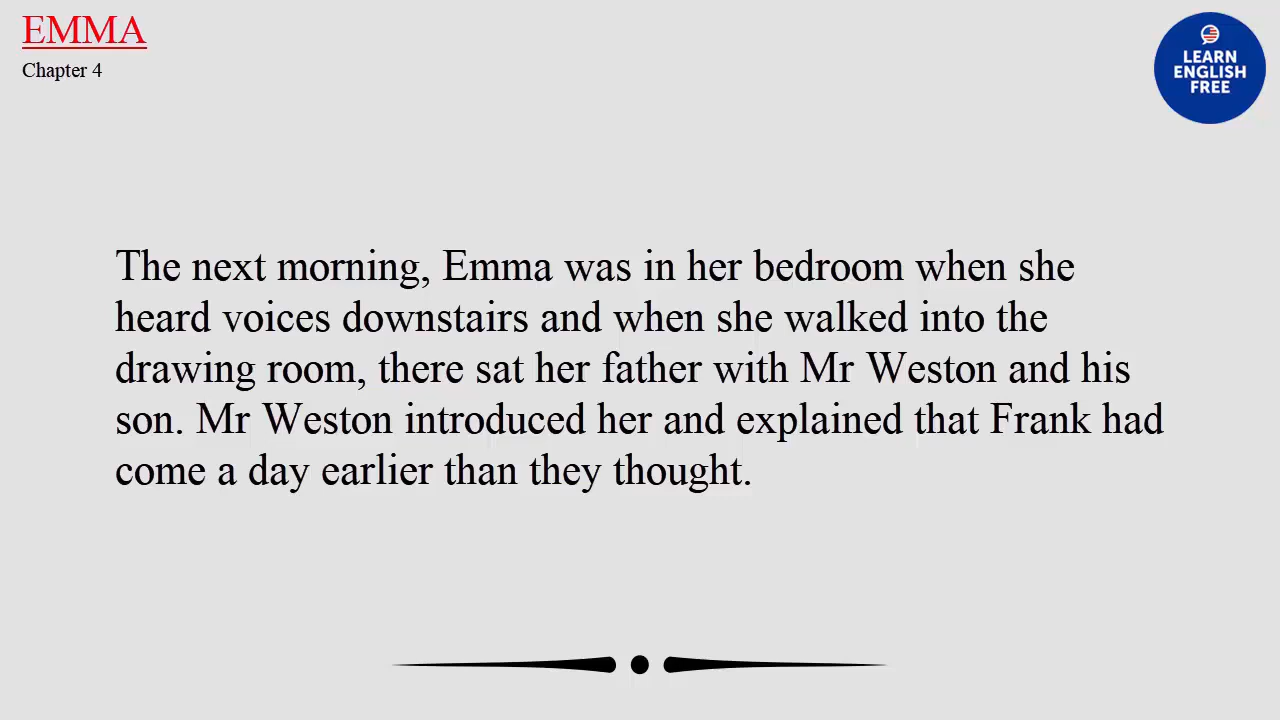 EMMA
Chapter 4
LEARN
ENGLISH
FREE
The next morning, Emma was in her bedroom when she
heard voices downstairs and when she walked into the
drawing room, there sat her father with Mr Weston and his
son. Mr Weston introduced her and explained that Frank had
come a day earlier than they thought.